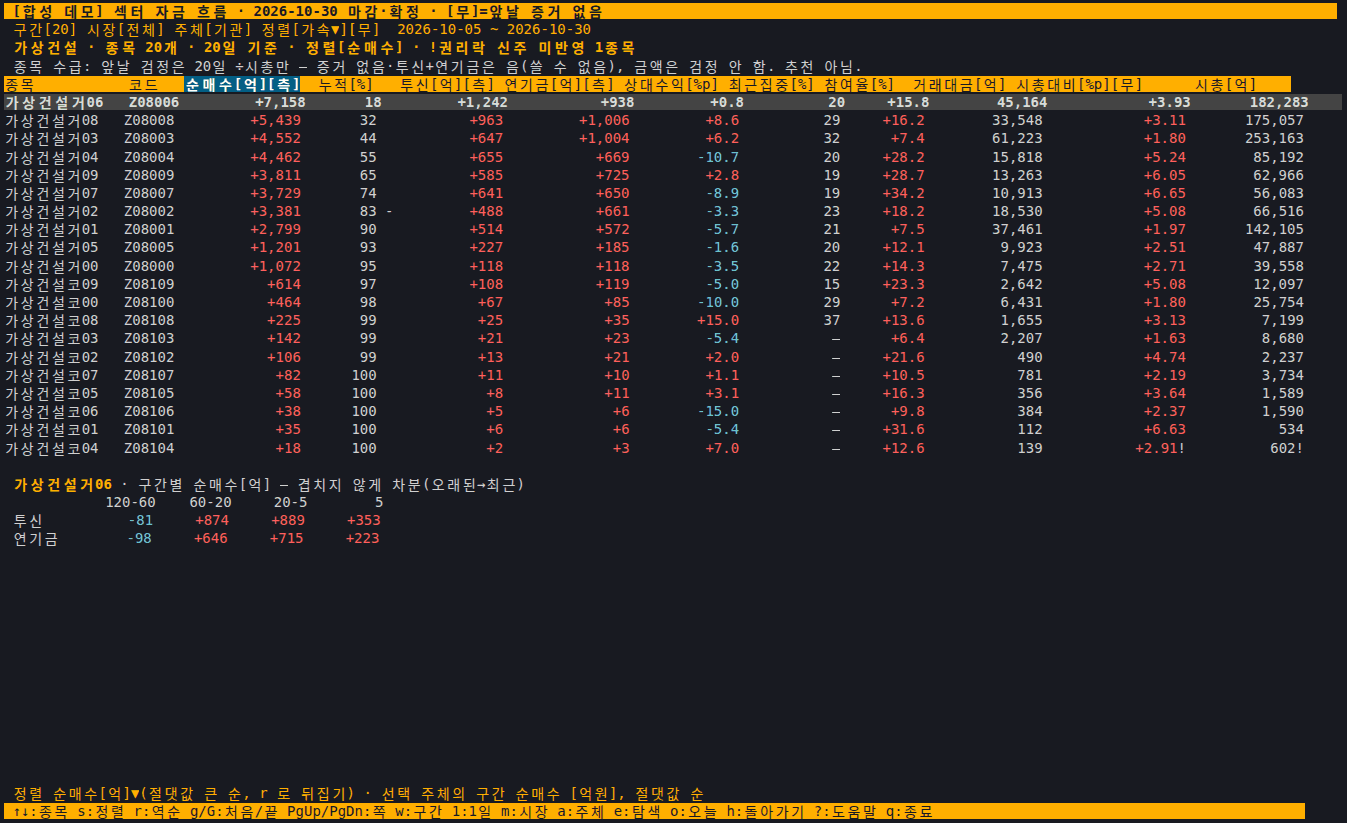 [합성 데모] 섹터 자금 흐름 · 2026-10-30 마감·확정 · [무]=앞날 증거 없음
구간[20] 시장[전체] 주체[기관] 정렬[가속▼][무] 2026-10-05 ~ 2026-10-30
가상건설 · 종목 20개 · 20일 기준 · 정렬[순매수] · !권리락 신주 미반영 1종목
종목 수급: 앞날 검정은 20일 ÷시총만 — 증거 없음·투신+연기금은 음(쓸 수 없음), 금액은 검정 안 함. 추천 아님.
종목 코드 순매수[억][측] 누적[%] 투신[억][측] 연기금[억][측] 상대수익[%p] 최근집중[%] 참여율[%] 거래대금[억] 시총대비[%p][무] 시총[억]
가상건설거06 Z08006 +7,158 18 +1,242 +938 +0.8 20 +15.8 45,164 +3.93 182,283
가상건설거08 Z08008 +5,439 32 +963 +1,006 +8.6 29 +16.2 33,548 +3.11 175,057
가상건설거03 Z08003 +4,552 44 +647 +1,004 +6.2 32 +7.4 61,223 +1.80 253,163
가상건설거04 Z08004 +4,462 55 +655 +669 -10.7 20 +28.2 15,818 +5.24 85,192
가상건설거09 Z08009 +3,811 65 +585 +725 +2.8 19 +28.7 13,263 +6.05 62,966
가상건설거07 Z08007 +3,729 74 +641 +650 -8.9 19 +34.2 10,913 +6.65 56,083
가상건설거02 Z08002 +3,381 83 - +488 +661 -3.3 23 +18.2 18,530 +5.08 66,516
가상건설거01 Z08001 +2,799 90 +514 +572 -5.7 21 +7.5 37,461 +1.97 142,105
가상건설거05 Z08005 +1,201 93 +227 +185 -1.6 20 +12.1 9,923 +2.51 47,887
가상건설거00 Z08000 +1,072 95 +118 +118 -3.5 22 +14.3 7,475 +2.71 39,558
가상건설코09 Z08109 +614 97 +108 +119 -5.0 15 +23.3 2,642 +5.08 12,097
가상건설코00 Z08100 +464 98 +67 +85 -10.0 29 +7.2 6,431 +1.80 25,754
가상건설코08 Z08108 +225 99 +25 +35 +15.0 37 +13.6 1,655 +3.13 7,199
가상건설코03 Z08103 +142 99 +21 +23 -5.4 — +6.4 2,207 +1.63 8,680
가상건설코02 Z08102 +106 99 +13 +21 +2.0 — +21.6 490 +4.74 2,237
가상건설코07 Z08107 +82 100 +11 +10 +1.1 — +10.5 781 +2.19 3,734
가상건설코05 Z08105 +58 100 +8 +11 +3.1 — +16.3 356 +3.64 1,589
가상건설코06 Z08106 +38 100 +5 +6 -15.0 — +9.8 384 +2.37 1,590
가상건설코01 Z08101 +35 100 +6 +6 -5.4 — +31.6 112 +6.63 534
가상건설코04 Z08104 +18 100 +2 +3 +7.0 — +12.6 139 +2.91! 602!
가상건설거06 · 구간별 순매수[억] — 겹치지 않게 차분(오래된→최근)
120-60 60-20 20-5 5
투신 -81 +874 +889 +353
연기금 -98 +646 +715 +223
정렬 순매수[억]▼(절댓값 큰 순, r 로 뒤집기) · 선택 주체의 구간 순매수 [억원], 절댓값 순
↑↓:종목 s:정렬 r:역순 g/G:처음/끝 PgUp/PgDn:쪽 w:구간 1:1일 m:시장 a:주체 e:탐색 o:오늘 h:돌아가기 ?:도움말 q:종료